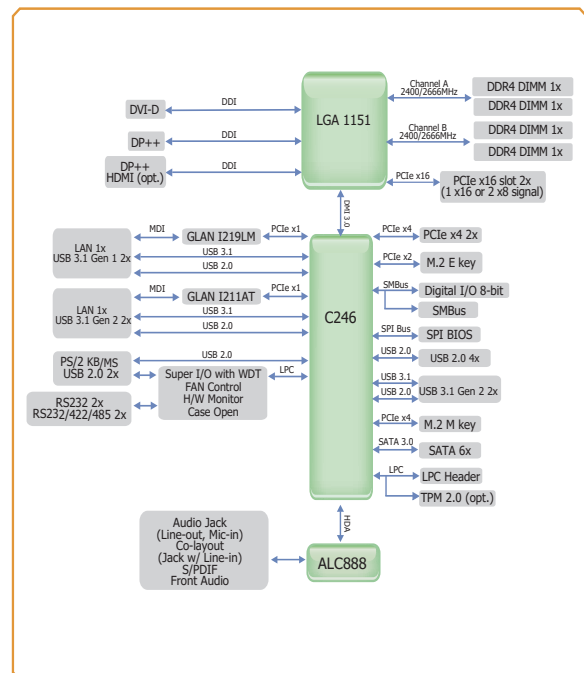 LGA 1151
Channel A
2400/2666MHz
DDR4 DIMM 1x
DDR4 DIMM 1x
Channel B
2400/2666MHz
DDR4 DIMM 1x
DDR4 DIMM 1x
DVI-D
DDI
DP++
DDI
DP++
HDMI (opt.)
DDI
PCIe x16
PCIe x16 slot 2x
(1 x16 or 2 x8 signal)
DMI 3.0
C246
LAN 1x
USB 3.1 Gen 1 2x
MDI
GLAN I219LM
PCIe x1
USB 3.1
USB 2.0
LAN 1x
USB 3.1 Gen 2 2x
MDI
GLAN I211AT
PCIe x1
USB 3.1
USB 2.0
PS/2 KB/MS
USB 2.0 2x
USB 2.0
Super I/O with WDT
FAN Control
H/W Monitor
Case Open
LPC
RS232 2x
RS232/422/485 2x
PCIe x4
PCIe x4 2x
PCIe x2
M.2 E key
SMBus
Digital I/O 8-bit
SMBus
SPI Bus
SPI BIOS
USB 2.0
USB 2.0 4x
USB 3.1
USB 2.0
USB 3.1 Gen 2 2x
PCIe x4
M.2 M key
SATA 3.0
SATA 6x
LPC
LPC Header
TPM 2.0 (opt.)
HDA
ALC888
Audio Jack
(Line-out, Mic-in)
Co-layout
(Jack w/ Line-in)
S/PDIF
Front Audio